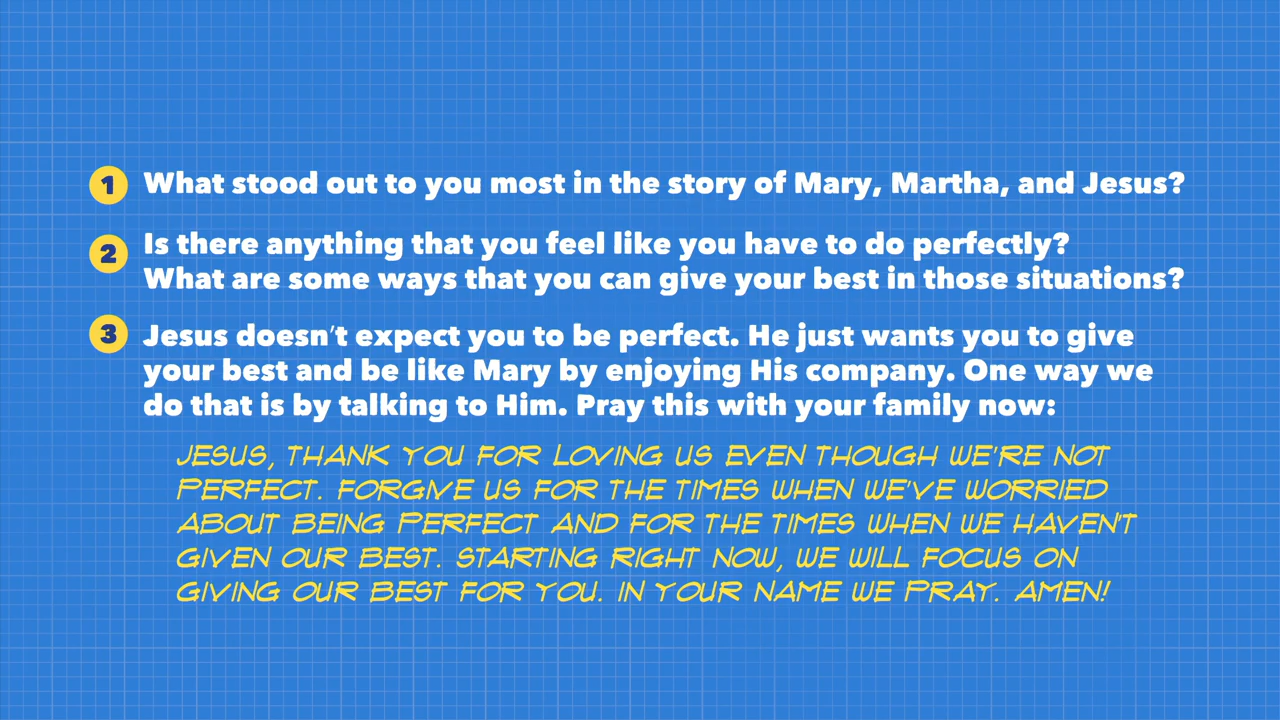 1 What stood out to you most in the story of Mary, Martha, and Jesus?
2 Is there anything that you feel like you have to do perfectly?
What are some ways that you can give your best in those situations?
3 Jesus doesn't expect you to be perfect. He just wants you to give
your best and be like Mary by enjoying His company. One way we
do that is by talking to Him. Pray this with your family now:
JESUS, THANK YOU FOR LOVING US EVEN THOUGH WE'RE NOT
PERFECT. FORGIVE US FOR THE TIMES WHEN WE'VE WORRIED
ABOUT BEING PERFECT AND FOR THE TIMES WHEN WE HAVEN'T
GIVEN OUR BEST. STARTING RIGHT NOW, WE WILL FOCUS ON
GIVING OUR BEST FOR YOU. IN YOUR NAME WE PRAY. AMEN!